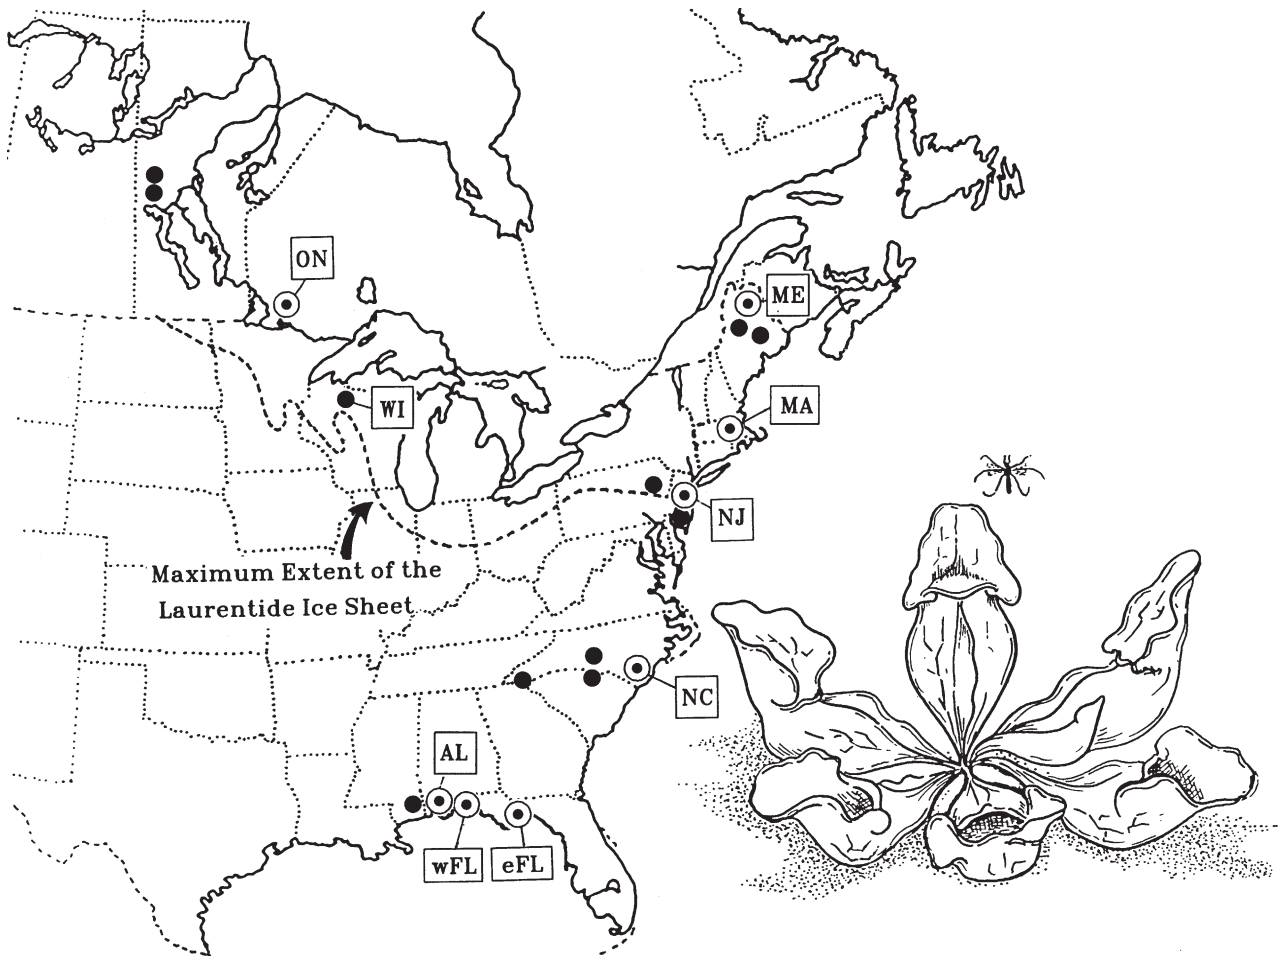 ON
ME
WI
MA
NJ
Maximum Extent of the
Laurentide Ice Sheet
NC
AL
wFL
eFL